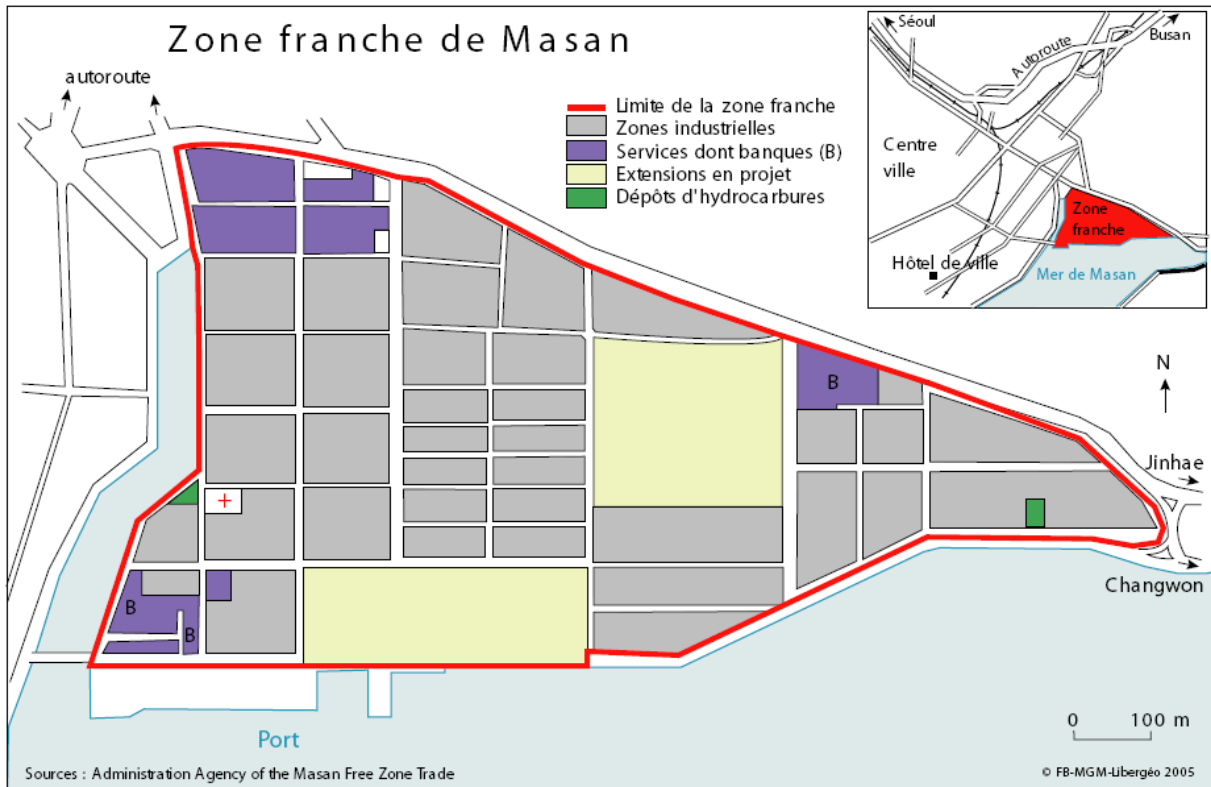 Zone franche de Masan
autoroute
Limite de la zone franche
Zones industrielles
Services dont banques (B)
Extensions en projet
Dépôts d'hydrocarbures
Séoul
Autoroute
Busan
Centre
ville
Zone
franche
Hôtel de ville
Mer de Masan
N
B
Jinhae
Changwon
B
B
Port
0 100 m
Sources : Administration Agency of the Masan Free Zone Trade
© FB-MGM-Libergéo 2005